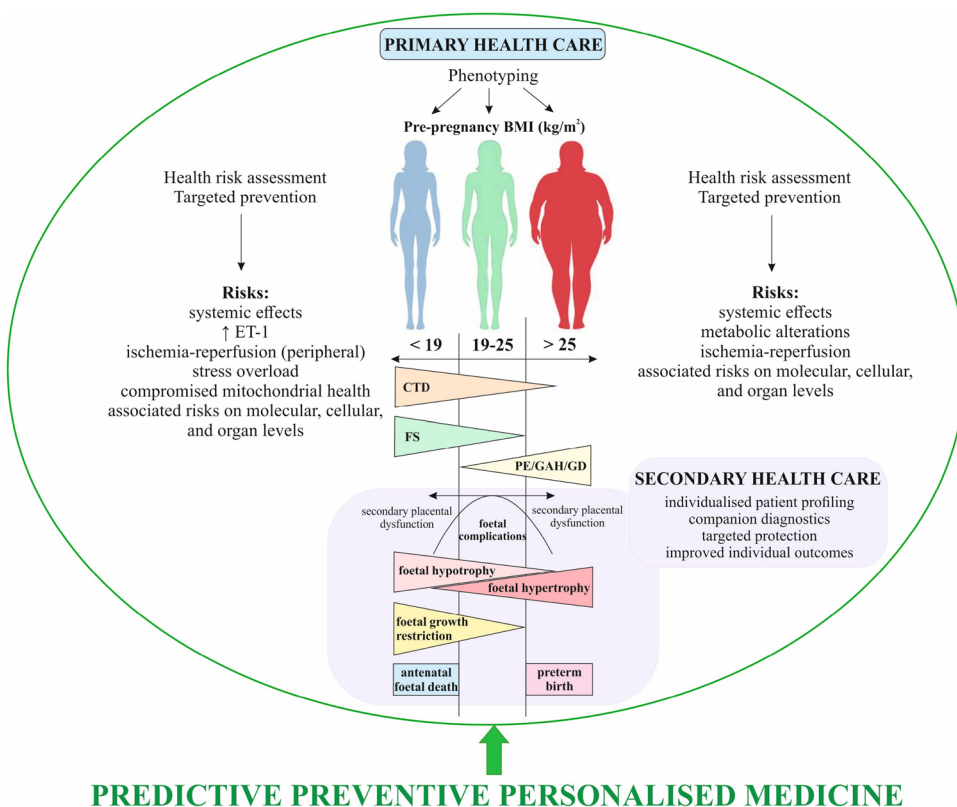 PRIMARY HEALTH CARE
Phenotyping
Pre-pregnancy BMI (kg/m²)
Health risk assessment
Targeted prevention
Risks:
systemic effects
↑ ET-1
ischemia-reperfusion (peripheral)
stress overload
compromised mitochondrial health
associated risks on molecular, cellular,
and organ levels
Health risk assessment
Targeted prevention
Risks:
systemic effects
metabolic alterations
ischemia-reperfusion
associated risks on molecular, cellular,
and organ levels
< 19
19-25
> 25
CTD
FS
PE/GAH/GD
SECONDARY HEALTH CARE
individualised patient profiling
companion diagnostics
targeted protection
improved individual outcomes
secondary placental
dysfunction
foetal
complications
secondary placental
dysfunction
foetal hypotrophy
foetal hypertrophy
foetal growth
restriction
antenatal
foetal death
preterm
birth
PREDICTIVE PREVENTIVE PERSONALISED MEDICINE